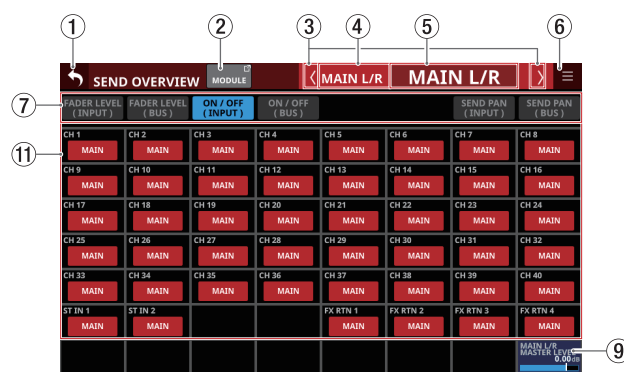 ① ② ③ ④ ⑤ ⑥
SEND OVERVIEW MODULE MAIN L/R MAIN L/R
⑦
FADER LEVEL FADER LEVEL ON / OFF ON / OFF SEND PAN SEND PAN
( INPUT ) ( BUS ) ( INPUT ) ( BUS ) ( INPUT ) ( BUS )
⑪
CH 1 CH 2 CH 3 CH 4 CH 5 CH 6 CH 7 CH 8
MAIN MAIN MAIN MAIN MAIN MAIN MAIN MAIN
CH 9 CH 10 CH 11 CH 12 CH 13 CH 14 CH 15 CH 16
MAIN MAIN MAIN MAIN MAIN MAIN MAIN MAIN
CH 17 CH 18 CH 19 CH 20 CH 21 CH 22 CH 23 CH 24
MAIN MAIN MAIN MAIN MAIN MAIN MAIN MAIN
CH 25 CH 26 CH 27 CH 28 CH 29 CH 30 CH 31 CH 32
MAIN MAIN MAIN MAIN MAIN MAIN MAIN MAIN
CH 33 CH 34 CH 35 CH 36 CH 37 CH 38 CH 39 CH 40
MAIN MAIN MAIN MAIN MAIN MAIN MAIN MAIN
ST IN 1 ST IN 2 FX RTN 1 FX RTN 2 FX RTN 3 FX RTN 4
MAIN MAIN MAIN MAIN MAIN MAIN
MAIN L/R
MASTER LEVEL
0.00 dB
⑨